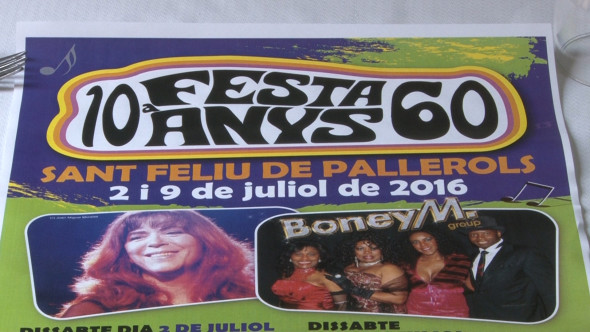 10a FESTA ANYS 60
SANT FELIU DE PALLEROLS
2 i 9 de juliol de 2016
Boney M.
group
DISSABTE DIA 2 DE JULIOL
DISSABTE